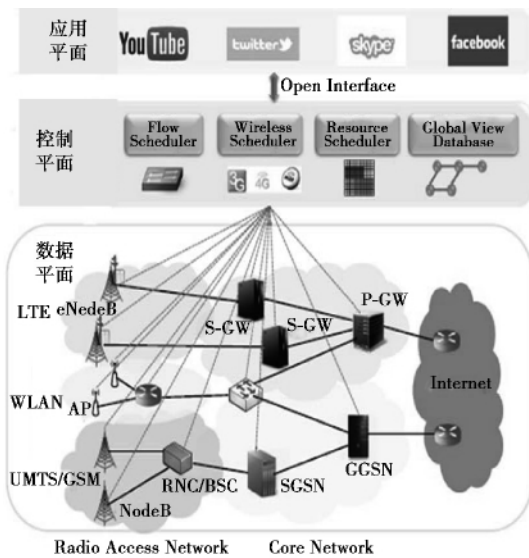 应用
平面
YouTube
twitter
skype
facebook
Open Interface
控制
平面
Flow
Scheduler
Wireless
Scheduler
Resource
Scheduler
Global View
Database
3G
4G
数据
平面
LTE eNedeB
S-GW
S-GW
P-GW
WLAN AP
Internet
UMTS/GSM
RNC/BSC
SGSN
GGSN
NodeB
Radio Access Network
Core Network